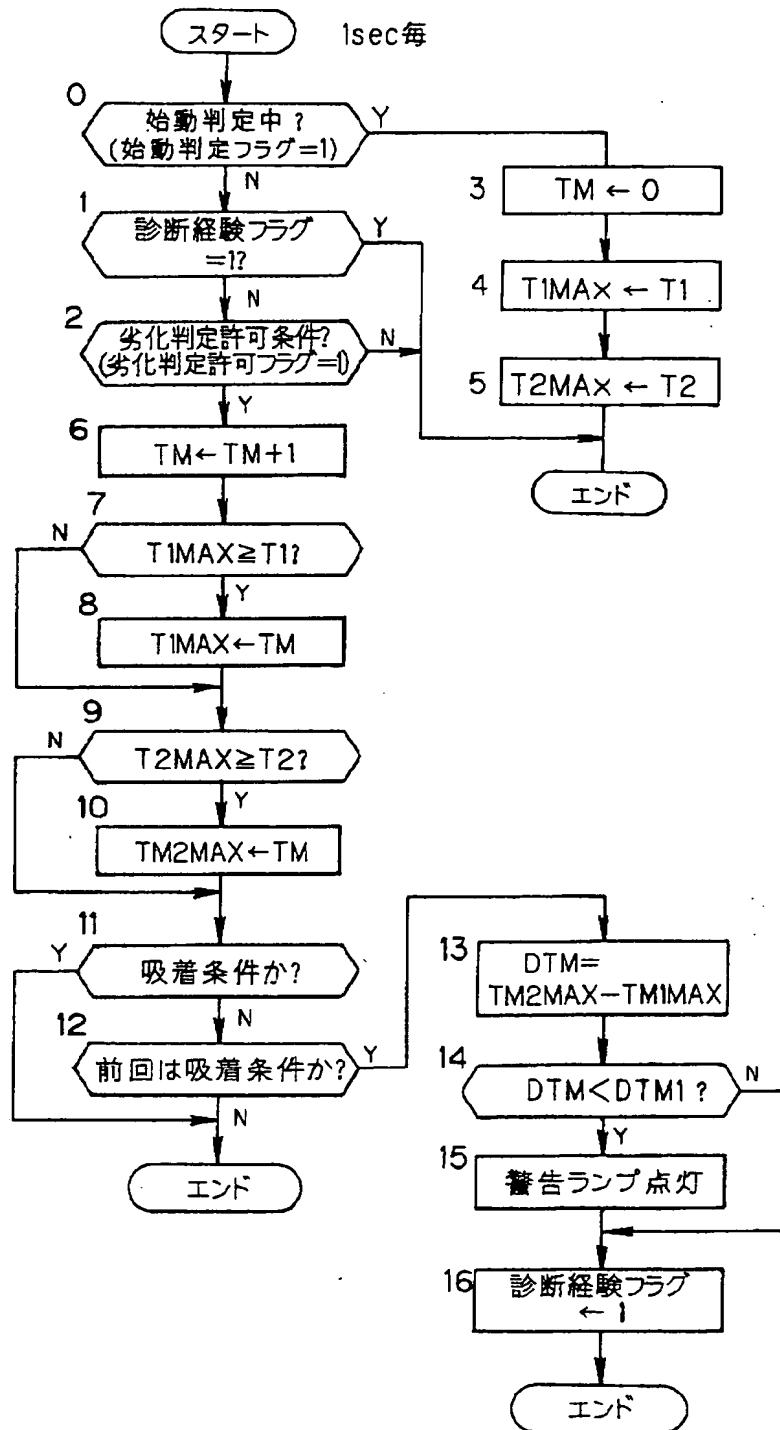 スタート
1sec毎
0
始動判定中?
(始動判定フラグ=1)
Y
N
1
診断経験フラグ
=1?
Y
N
2
劣化判定許可条件?
(劣化判定許可フラグ=1)
N
Y
3
TM ← 0
4
T1MAX ← T1
5
T2MAX ← T2
エンド
6
TM←TM+1
7
N
T1MAX≧T1?
Y
8
T1MAX←TM
9
N
T2MAX≧T2?
Y
10
TM2MAX←TM
11
Y
吸着条件か?
N
12
前回は吸着条件か?
Y
N
エンド
13
DTM=
TM2MAX−TM1MAX
14
DTM<DTM1?
N
Y
15
警告ランプ点灯
16
診断経験フラグ
← 1
エンド